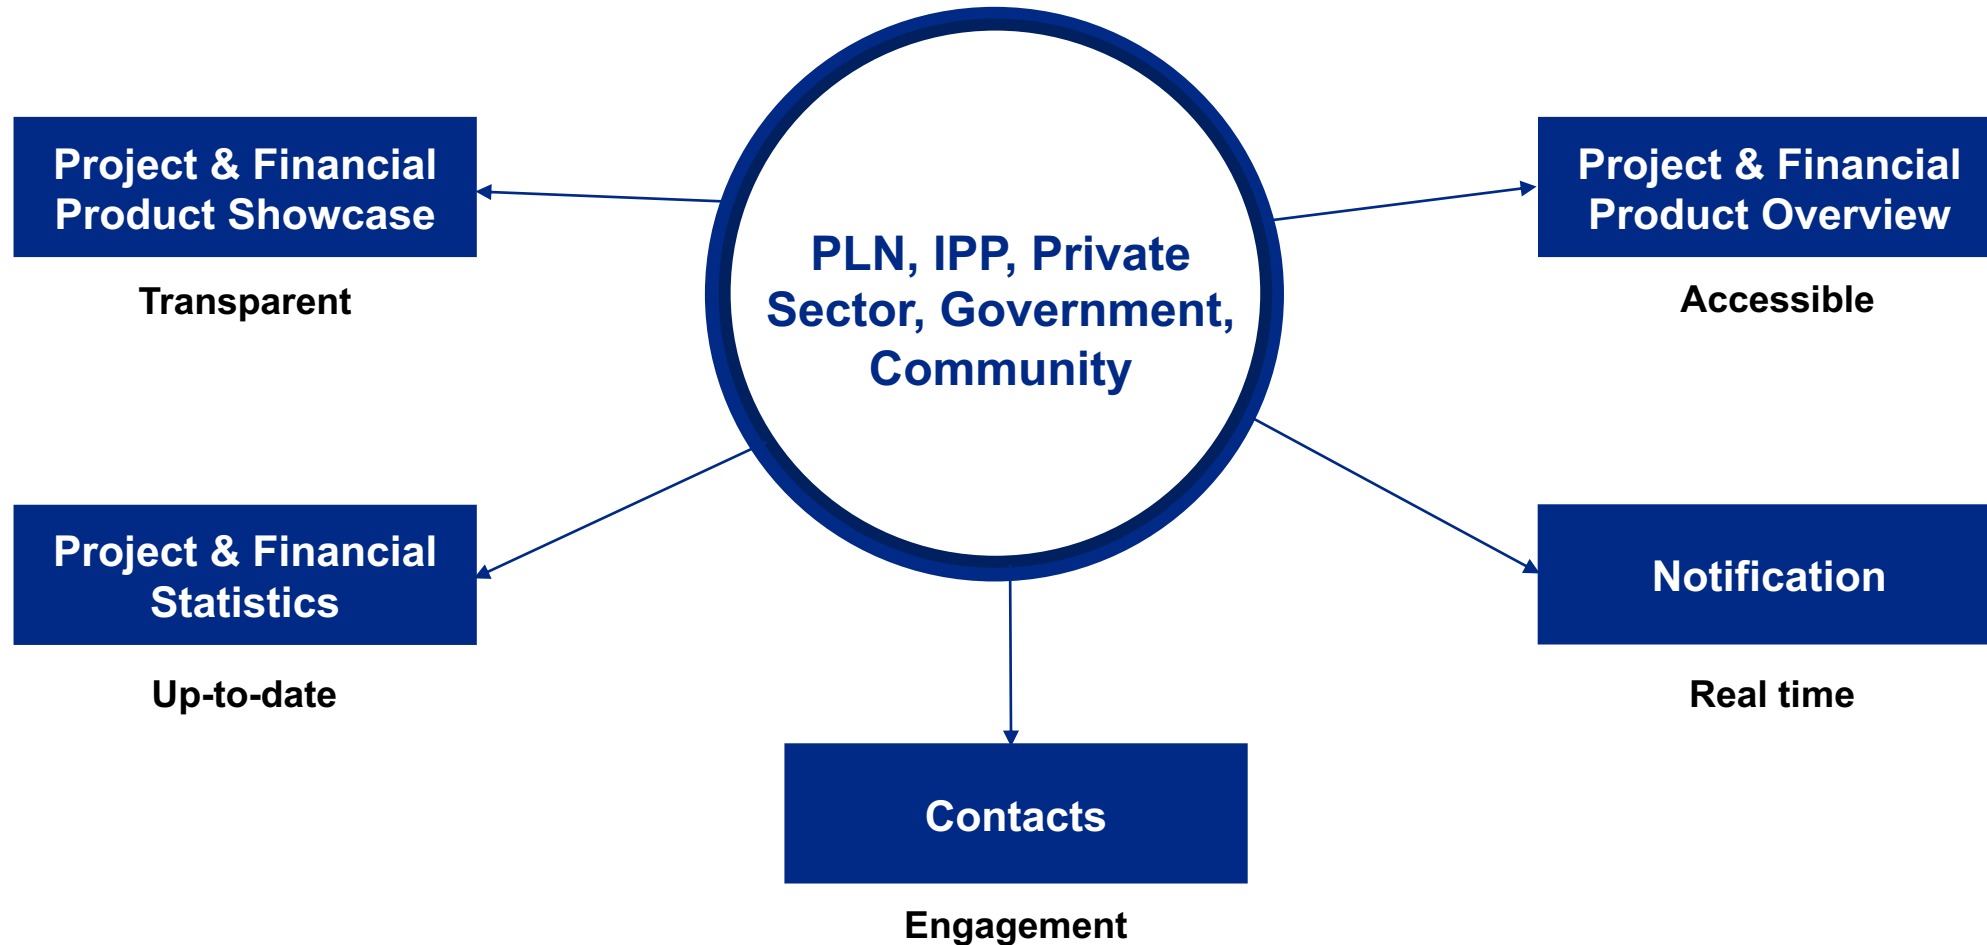 Project & Financial
Product Showcase
Transparent
PLN, IPP, Private
Sector, Government,
Community
Project & Financial
Product Overview
Accessible
Project & Financial
Statistics
Up-to-date
Notification
Real time
Contacts
Engagement